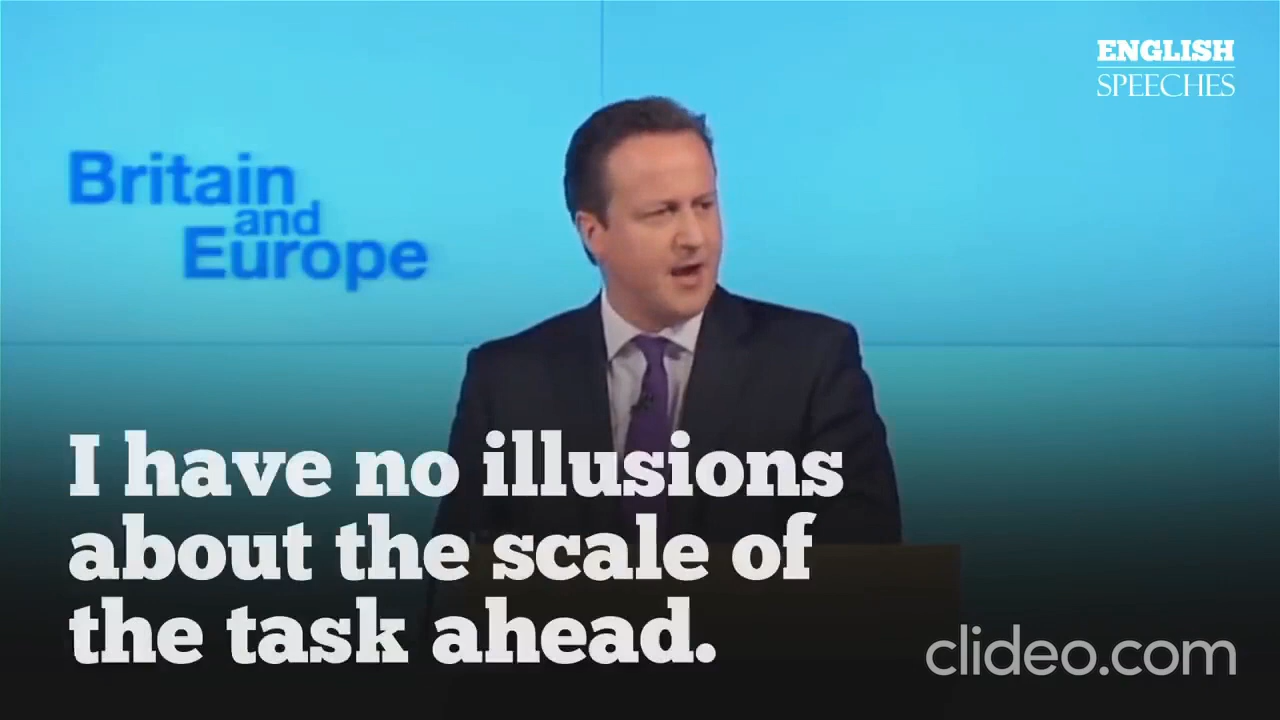 ENGLISH
SPEECHES
Britain
and
Europe
I have no illusions
about the scale of
the task ahead.
clideo.com